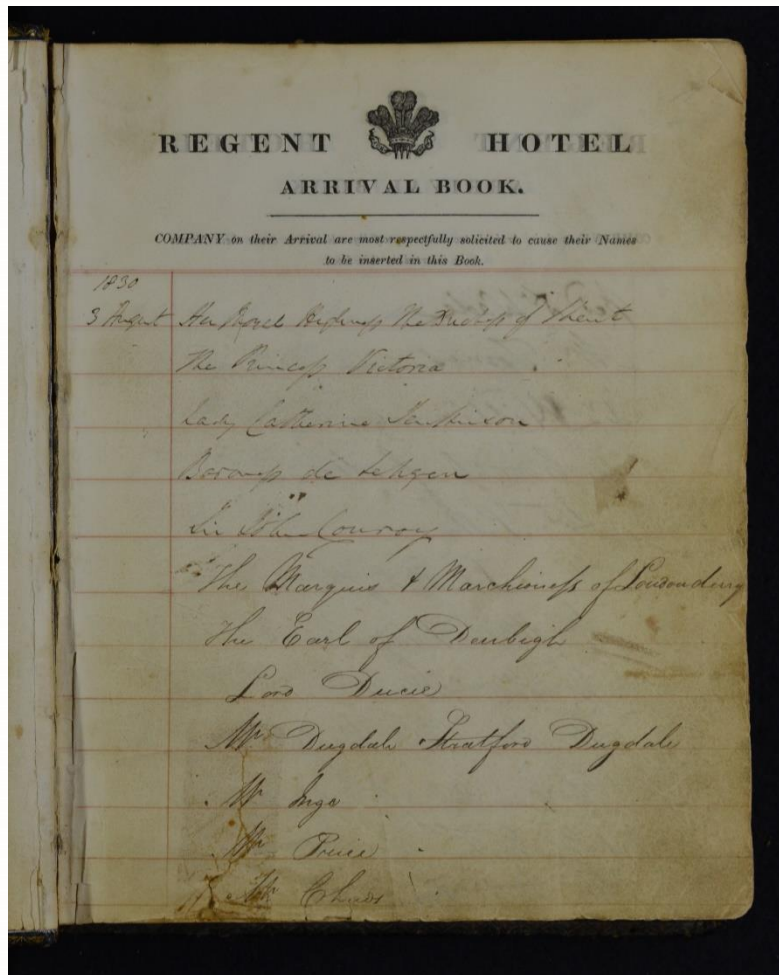 REGENT HOTEL
ARRIVAL BOOK.
COMPANY on their Arrival are most respectfully solicited to cause their Names
to be inserted in this Book.
1830
3 August Her Royal Highness The Duchess of Kent
The Princess Victoria
Lady Catherine Jenkinson
Baroness de Lehzen
Sir John Conroy
The Marquis & Marchioness of Londonderry
The Earl of Denbigh
Lord Ducie
Mr Dugdale Stratford Dugdale
Mr Inge
Mr Price
Mr